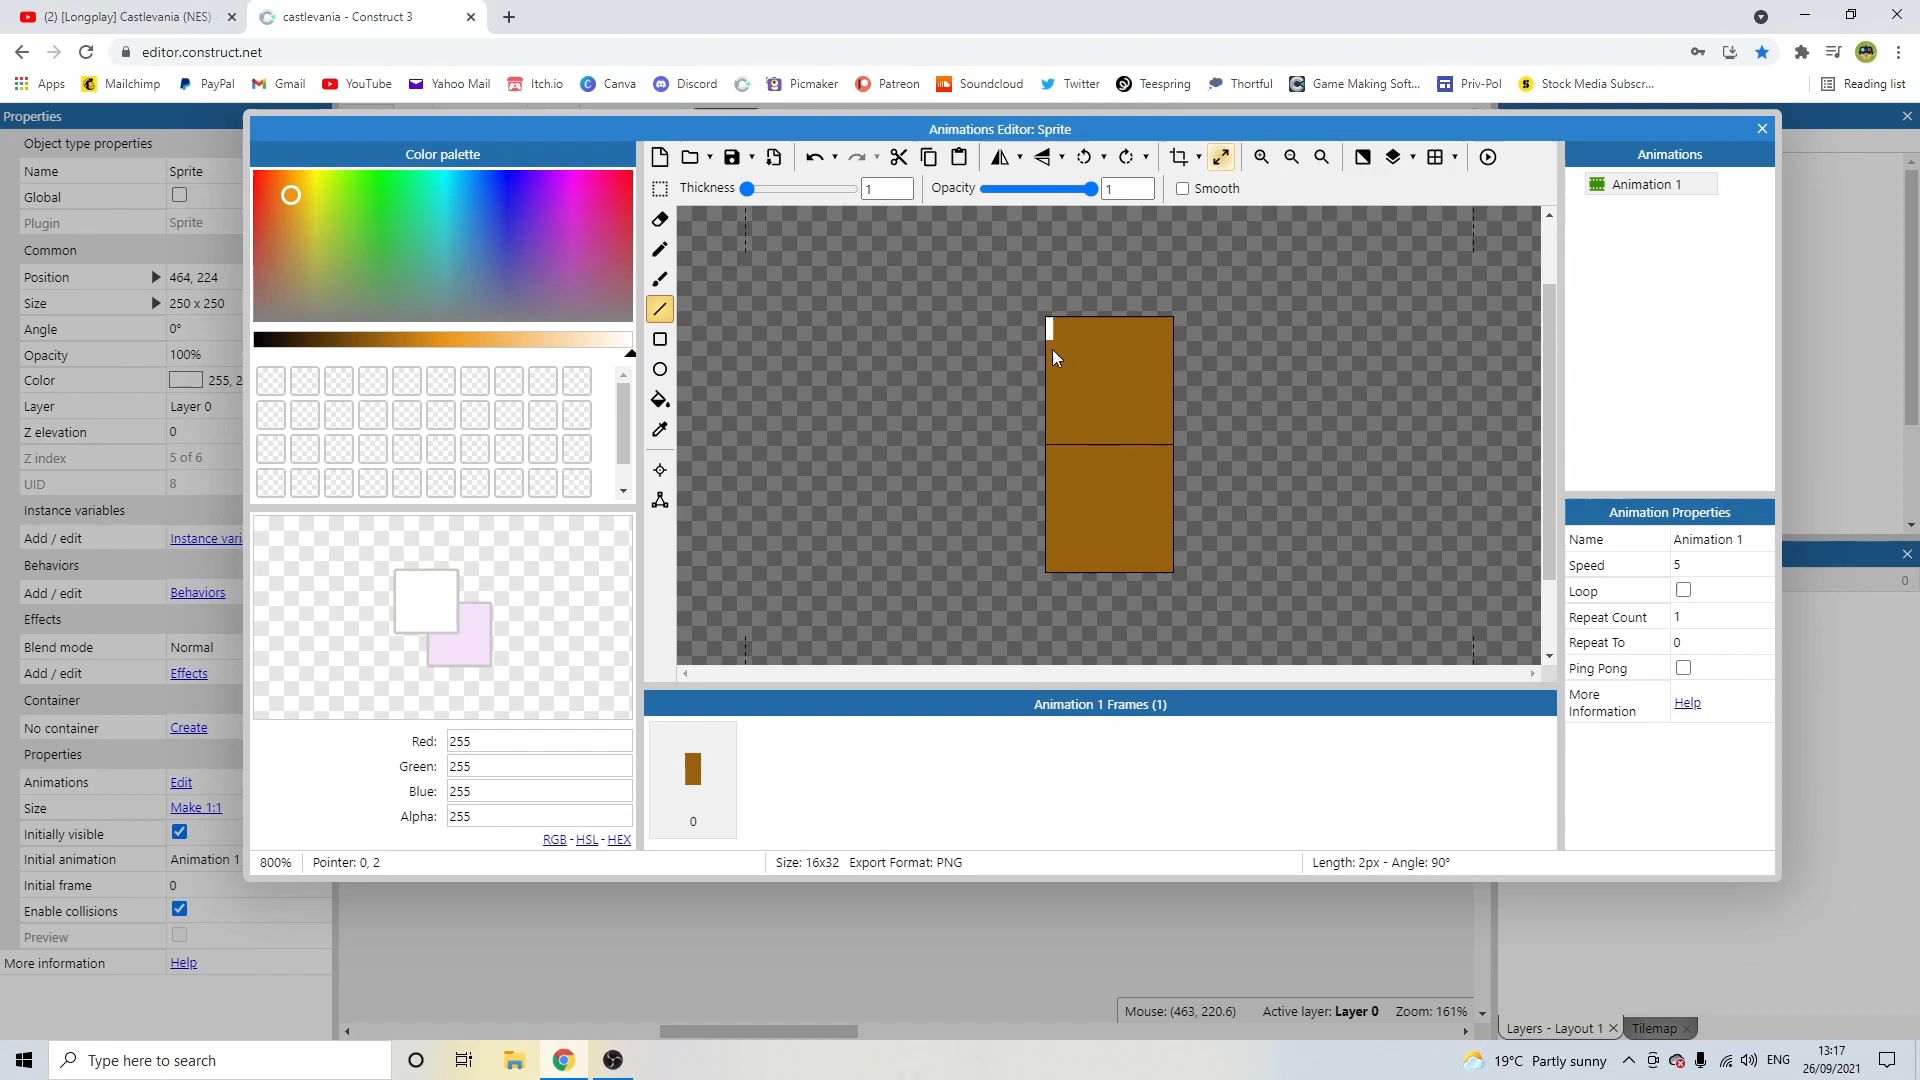 (2) [Longplay] Castlevania (NES)
castlevania - Construct 3
editor.construct.net
Apps
Mailchimp
PayPal
Gmail
YouTube
Yahoo Mail
Itch.io
Canva
Discord
Picmaker
Patreon
Soundcloud
Twitter
Teespring
Thortful
Game Making Soft...
Priv-Pol
Stock Media Subscr...
Reading list
Properties
Object type properties
Name Sprite
Global
Plugin Sprite
Common
Position 464, 224
Size 250 x 250
Angle 0°
Opacity 100%
Color 255, 2
Layer Layer 0
Z elevation 0
Z index 5 of 6
UID 8
Instance variables
Add / edit Instance vari
Behaviors
Add / edit Behaviors
Effects
Blend mode Normal
Add / edit Effects
Container
No container Create
Properties
Animations Edit
Size Make 1:1
Initially visible
Initial animation Animation 1
Initial frame 0
Enable collisions
Preview
More information Help
Animations Editor: Sprite
Color palette
Red: 255
Green: 255
Blue: 255
Alpha: 255
RGB - HSL - HEX
Thickness 1
Opacity 1
Smooth
Animation 1 Frames (1)
0
800%
Pointer: 0, 2
Size: 16x32 Export Format: PNG
Length: 2px - Angle: 90°
Animations
Animation 1
Animation Properties
Name Animation 1
Speed 5
Loop
Repeat Count 1
Repeat To 0
Ping Pong
More Information Help
0
Mouse: (463, 220.6)
Active layer: Layer 0
Zoom: 161%
Layers - Layout 1
Tilemap
Type here to search
19°C Partly sunny
ENG
13:17
26/09/2021